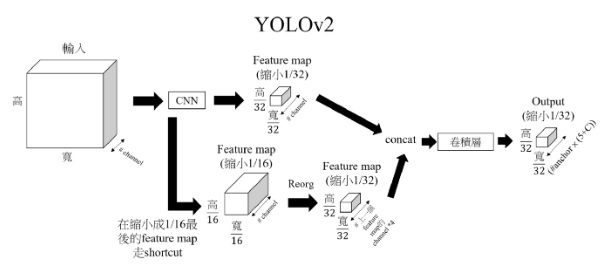 YOLOv2
輸入
高
寬
# channel
CNN
Feature map
(縮小1/32)
高
32
寬
32
# channel
concat
卷積層
Output
(縮小1/32)
高
32
寬
32
(#anchor x (5+C))
在縮小成1/16最
後的feature map
走shortcut
Feature map
(縮小1/16)
高
16
寬
16
# channel
Reorg
Feature map
(縮小1/32)
高
32
寬
32
# 上一個
feature
map的
channel *4